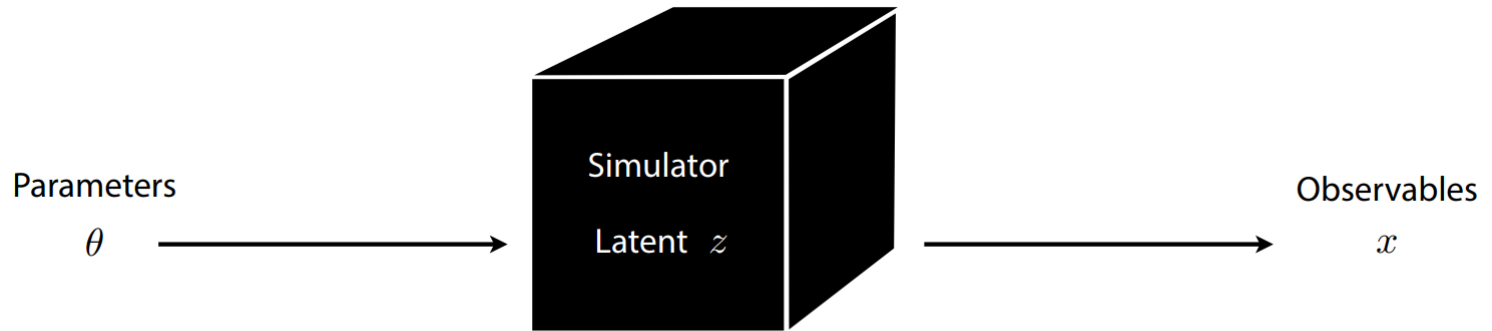 Parameters
θ
Simulator
Latent z
Observables
x